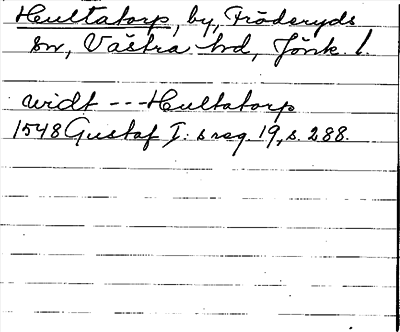 Hultatorp, by, Fröderyds
sn, Västra hd, Jönk. l.
widt --- Hultatorp
1548 Gustaf I: s reg. 19, s. 288.